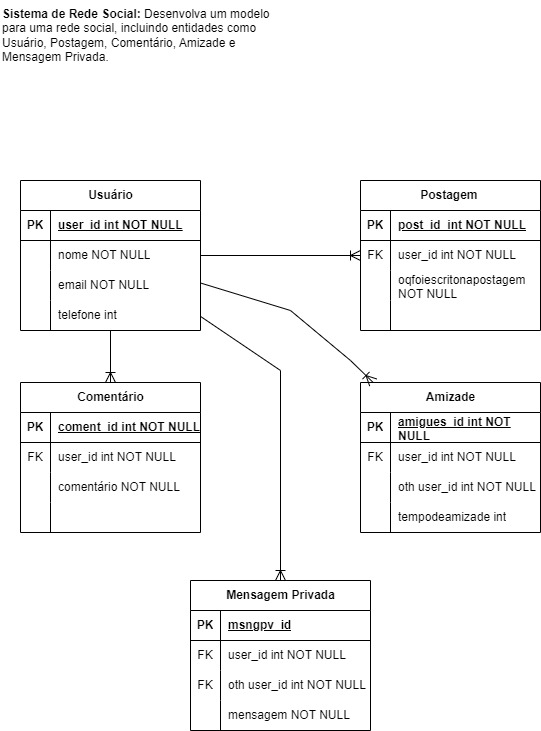 Sistema de Rede Social: Desenvolva um modelo
para uma rede social, incluindo entidades como
Usuário, Postagem, Comentário, Amizade e
Mensagem Privada.
Usuário
PK user_id int NOT NULL
nome NOT NULL
email NOT NULL
telefone int
Postagem
PK post_id int NOT NULL
FK user_id int NOT NULL
oqfoiescritonapostagem
NOT NULL
Comentário
PK coment_id int NOT NULL
FK user_id int NOT NULL
comentário NOT NULL
Amizade
PK amigues_id int NOT
NULL
FK user_id int NOT NULL
oth user_id int NOT NULL
tempodeamizade int
Mensagem Privada
PK msngpv_id
FK user_id int NOT NULL
FK oth user_id int NOT NULL
mensagem NOT NULL